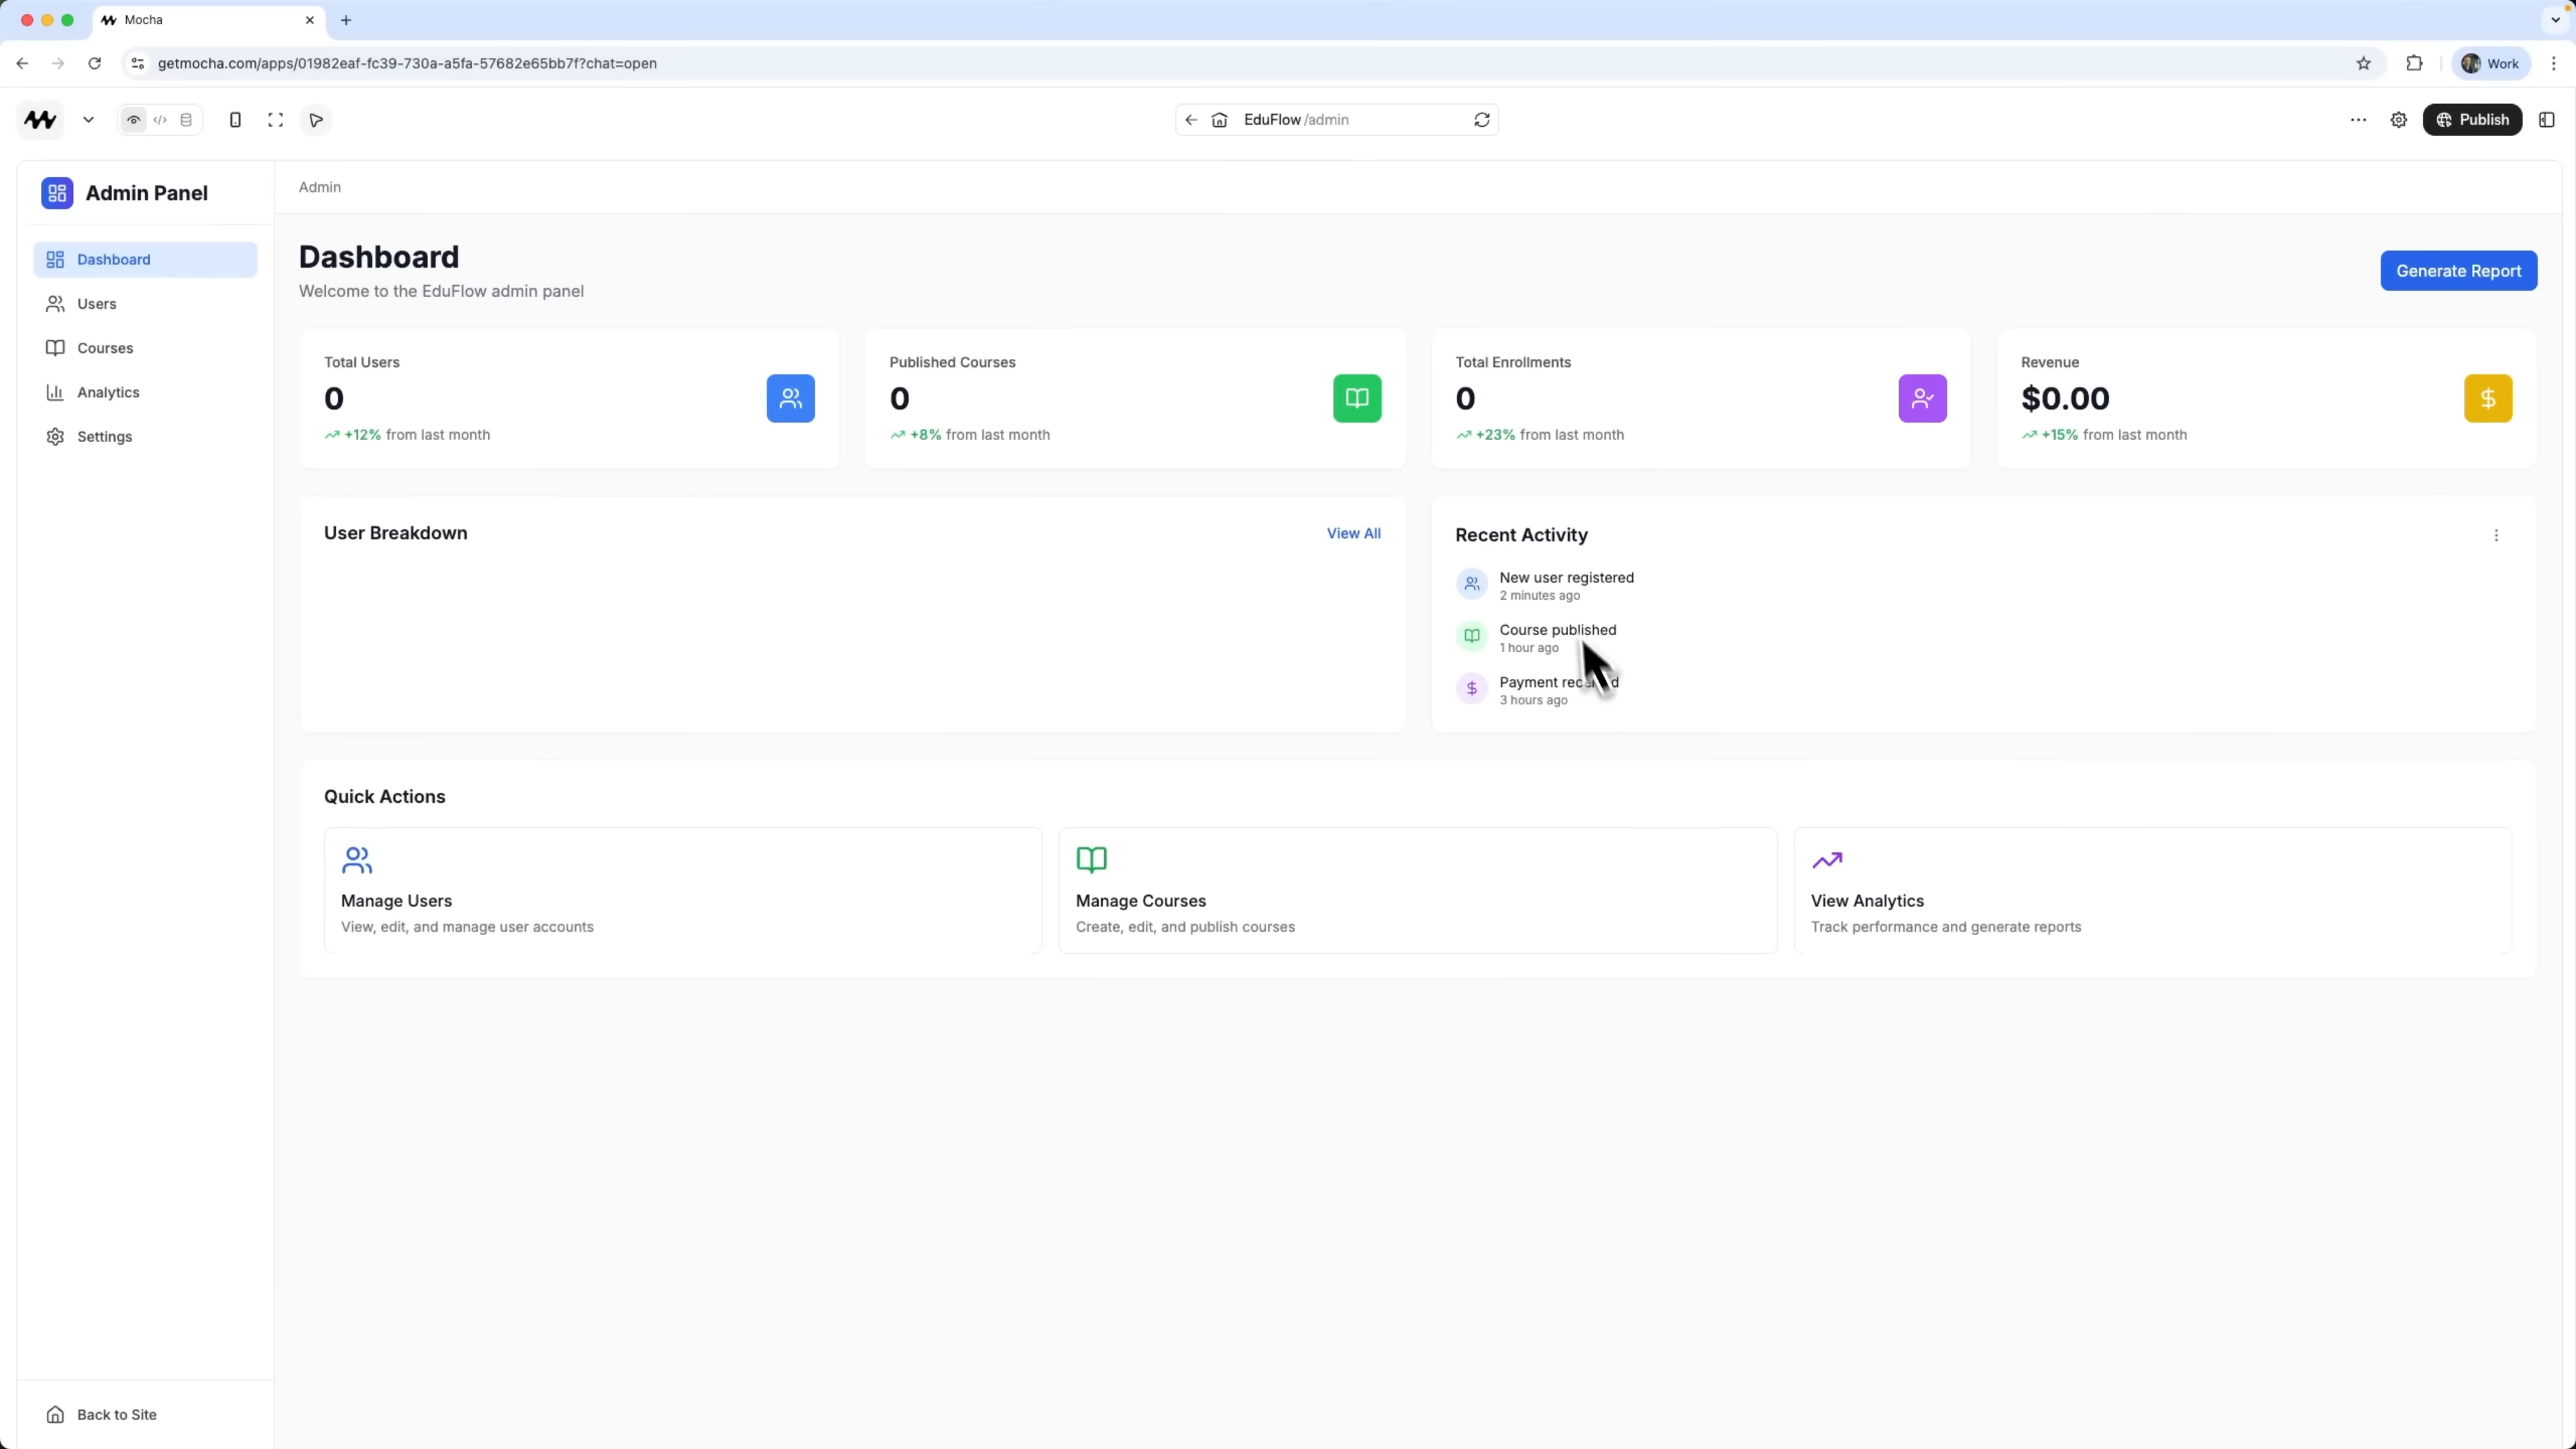 Mocha
getmocha.com/apps/01982eaf-fc39-730a-a5fa-57682e65bb7f?chat=open
Work
EduFlow /admin
Publish
Admin Panel
Dashboard
Users
Courses
Analytics
Settings
Back to Site
Admin
Dashboard
Welcome to the EduFlow admin panel
Generate Report
Total Users
0
+12% from last month
Published Courses
0
+8% from last month
Total Enrollments
0
+23% from last month
Revenue
$0.00
+15% from last month
User Breakdown
View All
Recent Activity
New user registered
2 minutes ago
Course published
1 hour ago
Payment
3 hours ago
Quick Actions
Manage Users
View, edit, and manage user accounts
Manage Courses
Create, edit, and publish courses
View Analytics
Track performance and generate reports